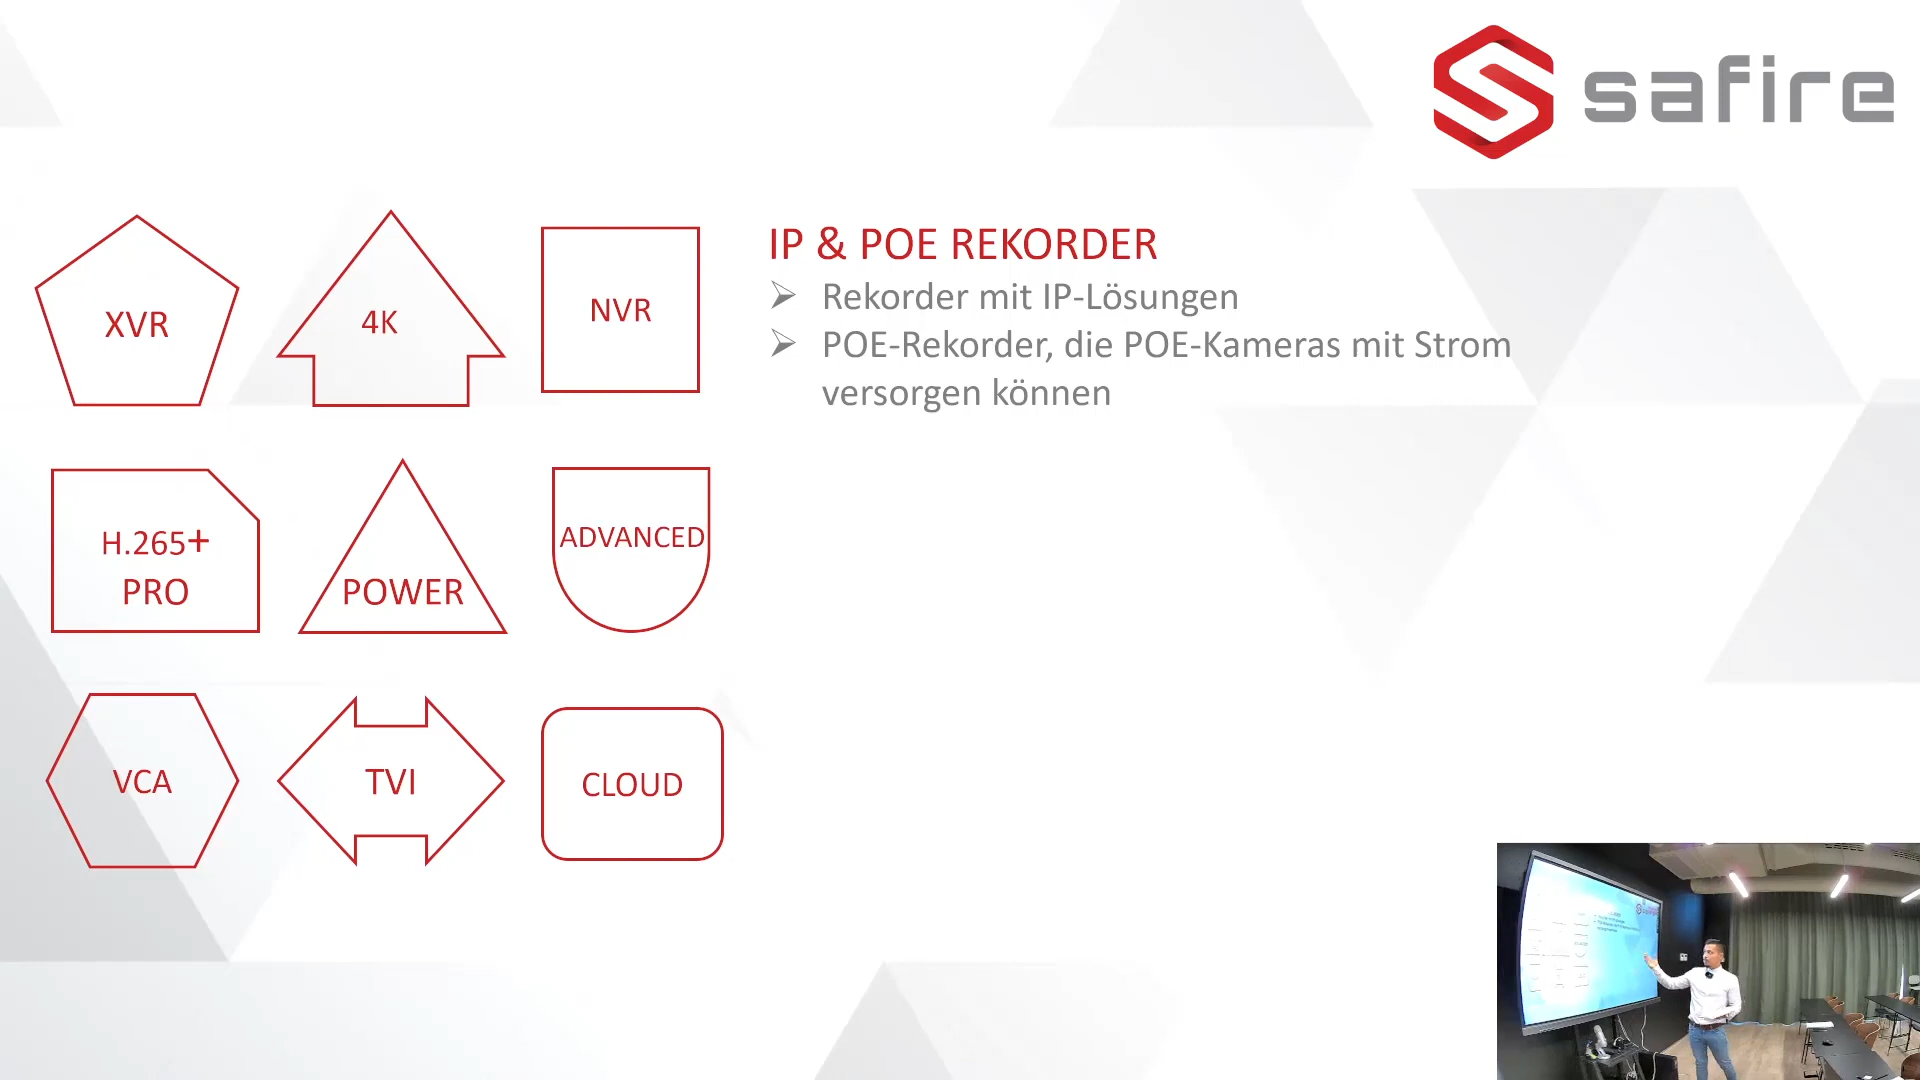 safire
XVR
4K
NVR
IP & POE REKORDER
➢ Rekorder mit IP-Lösungen
➢ POE-Rekorder, die POE-Kameras mit Strom
versorgen können
H.265+
PRO
POWER
ADVANCED
VCA
TVI
CLOUD